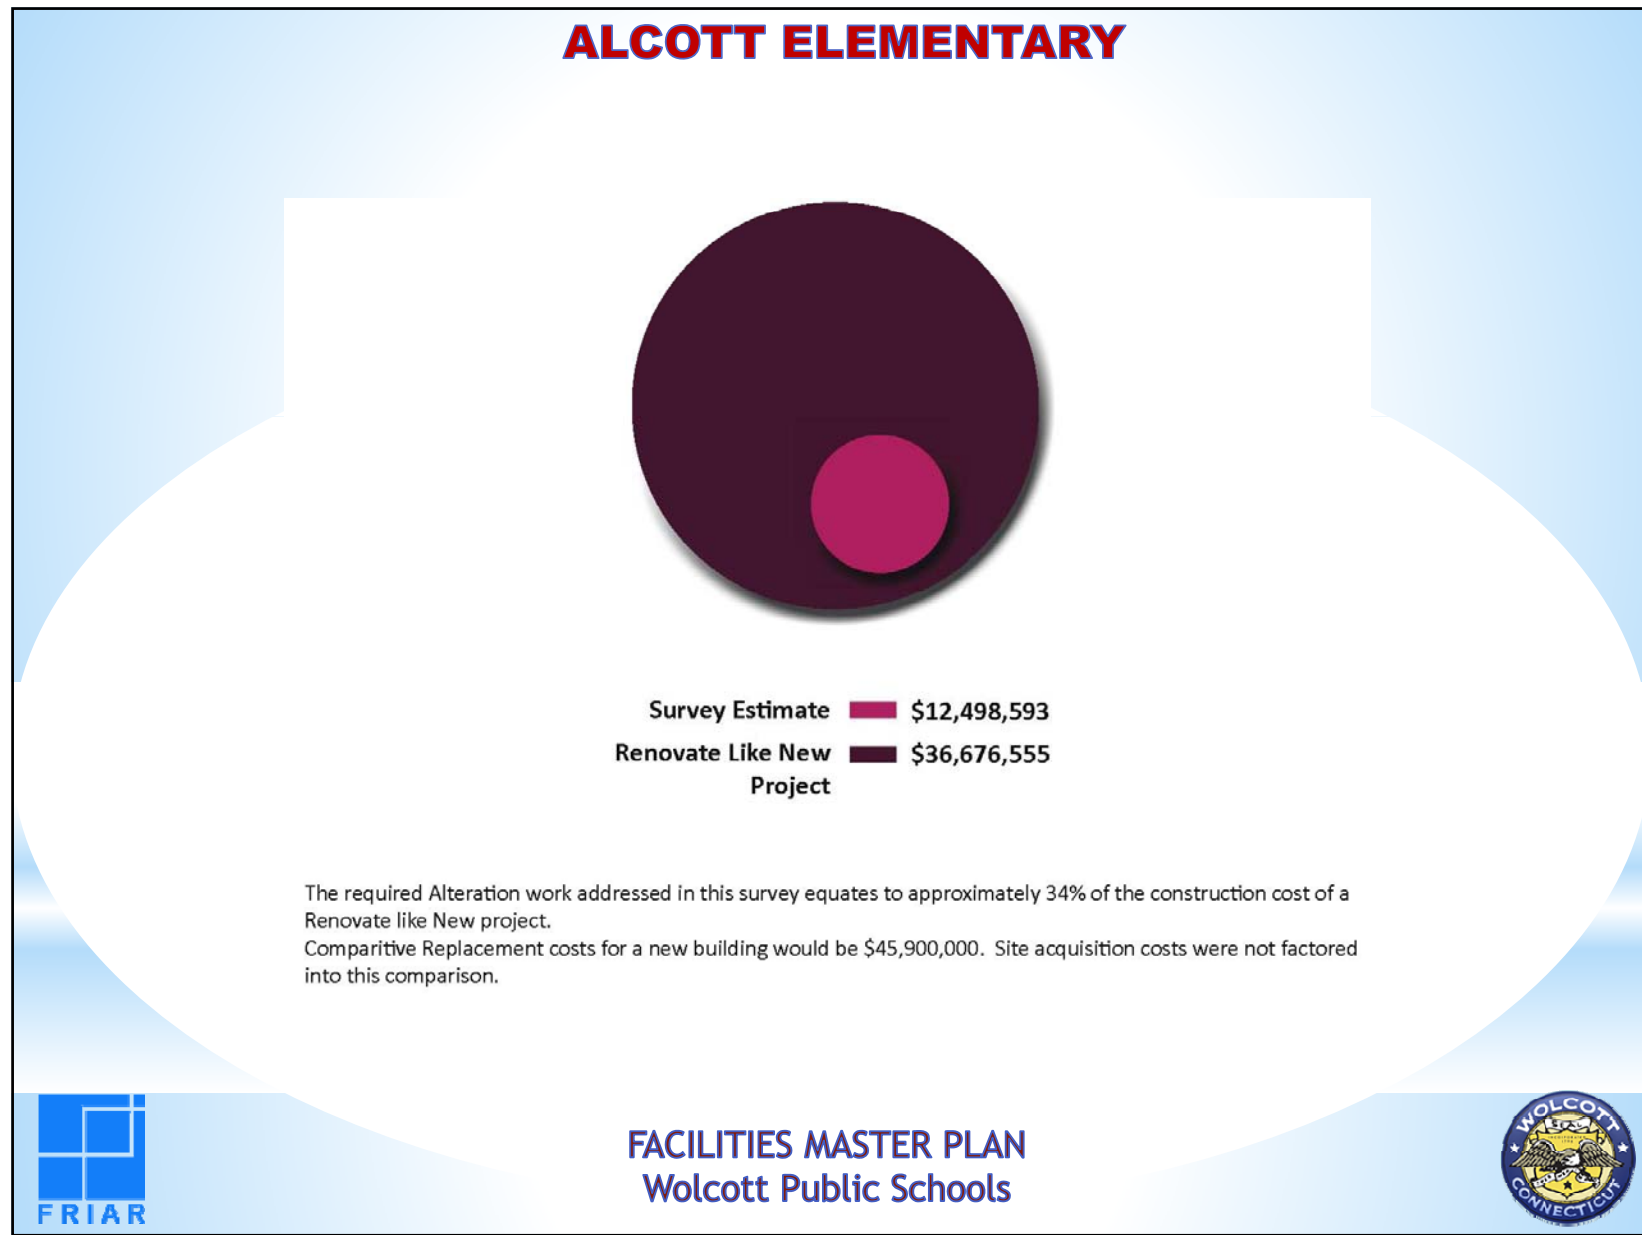 ALCOTT ELEMENTARY
Survey Estimate $12,498,593
Renovate Like New $36,676,555
Project
The required Alteration work addressed in this survey equates to approximately 34% of the construction cost of a
Renovate like New project.
Comparitive Replacement costs for a new building would be $45,900,000.  Site acquisition costs were not factored
into this comparison.
FRIAR
FACILITIES MASTER PLAN
Wolcott Public Schools
WOLCOTT
SEAL
CONNECTICUT